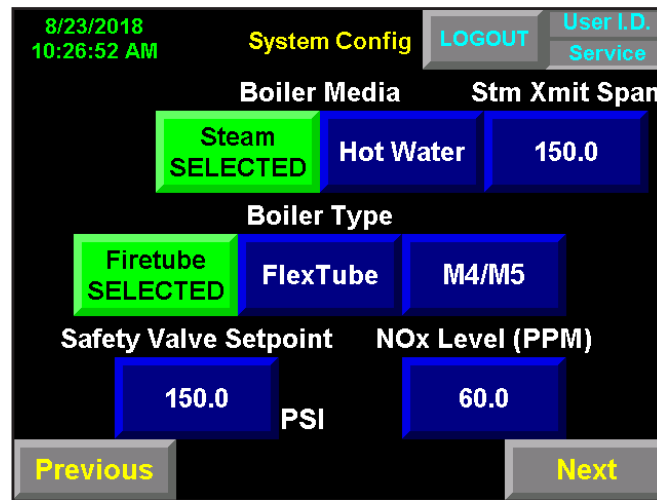 8/23/2018
10:26:52 AM
System Config
LOGOUT
User I.D.
Service
Boiler Media
Stm Xmit Span
Steam
SELECTED
Hot Water
150.0
Boiler Type
Firetube
SELECTED
FlexTube
M4/M5
Safety Valve Setpoint
NOx Level (PPM)
150.0
PSI
60.0
Previous
Next